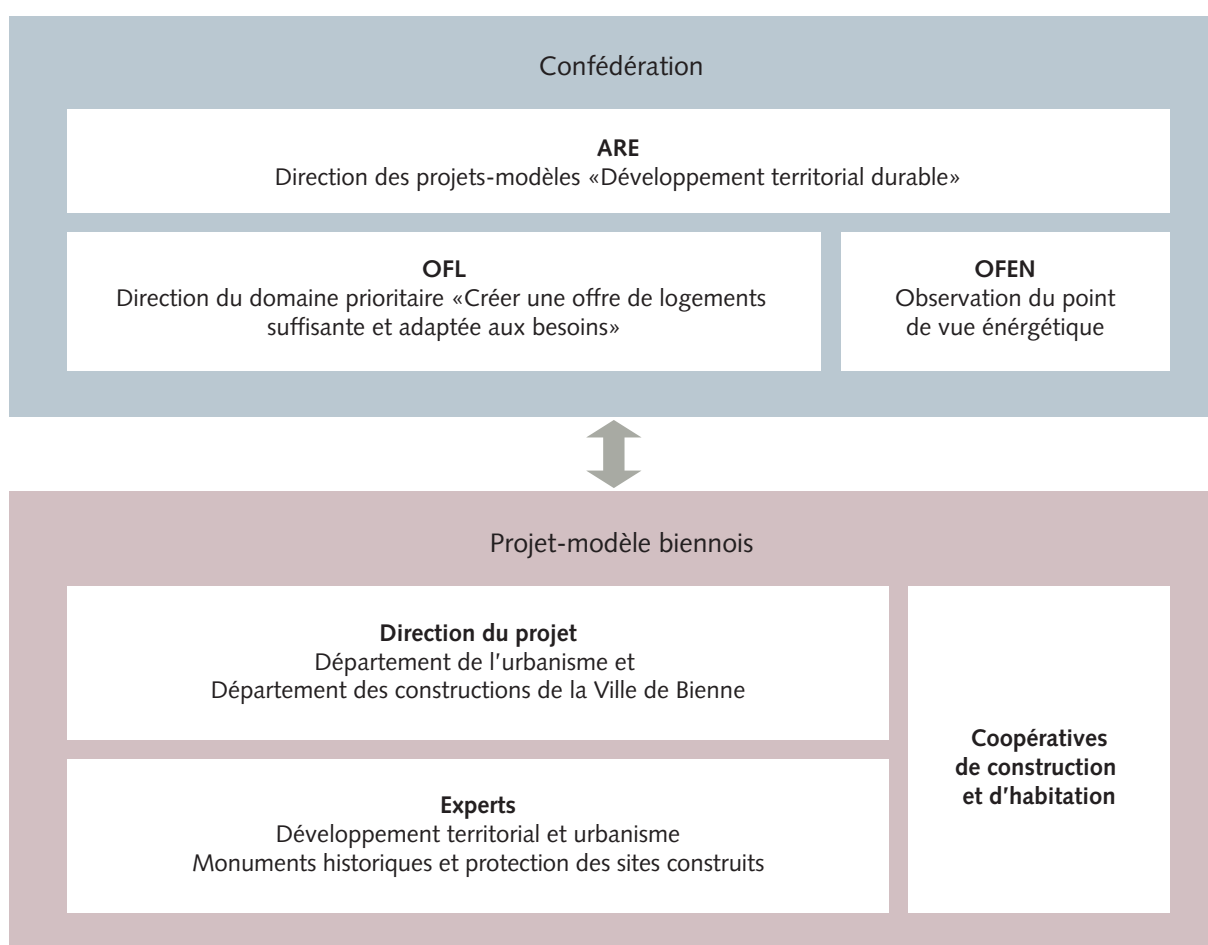 Confédération
ARE
Direction des projets-modèles «Développement territorial durable»
OFL
Direction du domaine prioritaire «Créer une offre de logements
suffisante et adaptée aux besoins»
OFEN
Observation du point
de vue énérgétique
Projet-modèle biennois
Direction du projet
Département de l'urbanisme et
Département des constructions de la Ville de Bienne
Experts
Développement territorial et urbanisme
Monuments historiques et protection des sites construits
Coopératives
de construction
et d'habitation